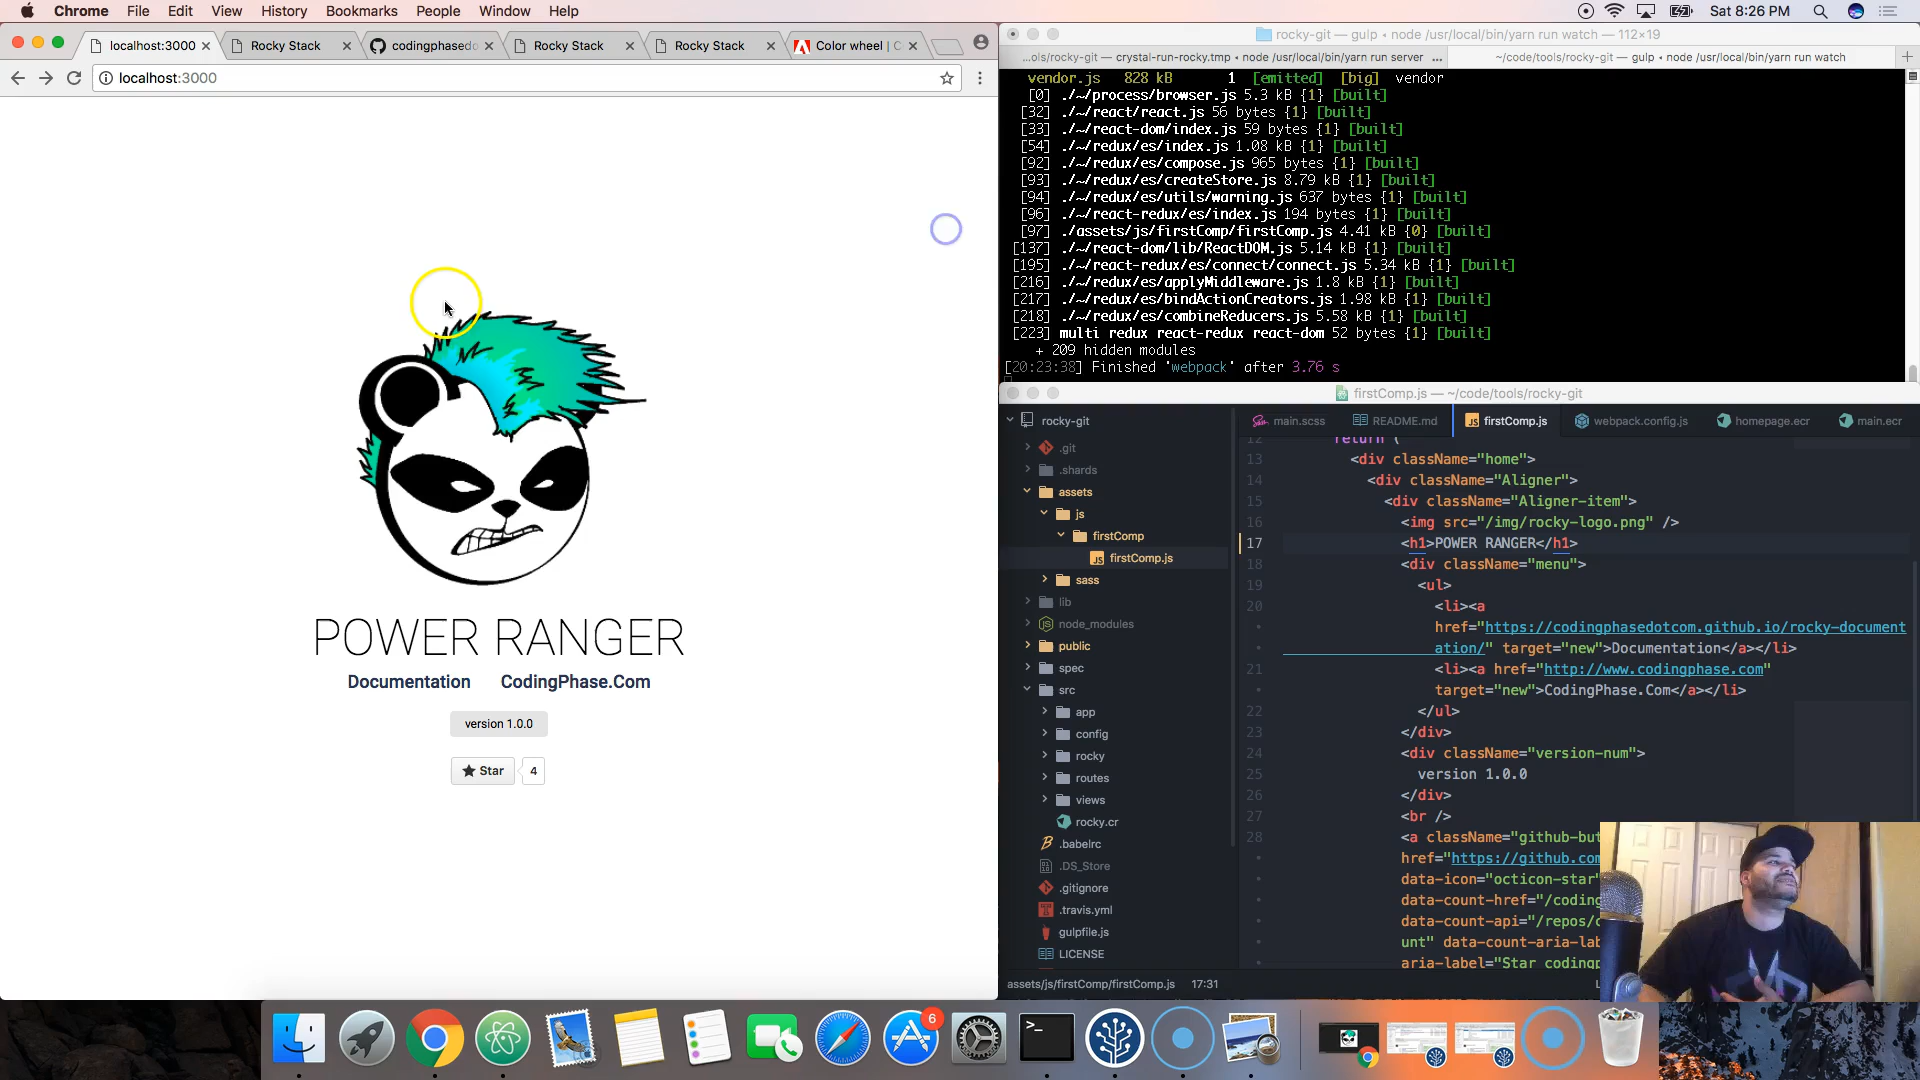 Chrome File Edit View History Bookmarks People Window Help
Sat 8:26 PM
localhost:3000
Rocky Stack
codingphased
Rocky Stack
Rocky Stack
Color wheel | C
localhost:3000
POWER RANGER
Documentation CodingPhase.Com
version 1.0.0
Star 4
rocky-git — gulp • node /usr/local/bin/yarn run watch — 112×19
...ols/rocky-git — crystal-run-rocky.tmp • node /usr/local/bin/yarn run server ...
~/code/tools/rocky-git — gulp • node /usr/local/bin/yarn run watch
vendor.js 828 kB 1 [emitted] [big] vendor
[0] ./~/process/browser.js 5.3 kB {1} [built]
[32] ./~/react/react.js 56 bytes {1} [built]
[33] ./~/react-dom/index.js 59 bytes {1} [built]
[54] ./~/redux/es/index.js 1.08 kB {1} [built]
[92] ./~/redux/es/compose.js 965 bytes {1} [built]
[93] ./~/redux/es/createStore.js 8.79 kB {1} [built]
[94] ./~/redux/es/utils/warning.js 637 bytes {1} [built]
[96] ./~/react-redux/es/index.js 194 bytes {1} [built]
[97] ./assets/js/firstComp/firstComp.js 4.41 kB {0} [built]
[137] ./~/react-dom/lib/ReactDOM.js 5.14 kB {1} [built]
[195] ./~/react-redux/es/connect/connect.js 5.34 kB {1} [built]
[216] ./~/redux/es/applyMiddleware.js 1.8 kB {1} [built]
[217] ./~/redux/es/bindActionCreators.js 1.98 kB {1} [built]
[218] ./~/redux/es/combineReducers.js 5.58 kB {1} [built]
[223] multi redux react-redux react-dom 52 bytes {1} [built]
+ 209 hidden modules
[20:23:38] Finished 'webpack' after 3.76 s
firstComp.js — ~/code/tools/rocky-git
rocky-git
.git
.shards
assets
js
firstComp
firstComp.js
sass
lib
node_modules
public
spec
src
app
config
rocky
routes
views
rocky.cr
.babelrc
.DS_Store
.gitignore
.travis.yml
gulpfile.js
LICENSE
main.scss
README.md
firstComp.js
webpack.config.js
homepage.ecr
main.ecr
12 return (
13 <div className="home">
14 <div className="Aligner">
15 <div className="Aligner-item">
16 <img src="/img/rocky-logo.png" />
17 <h1>POWER RANGER</h1>
18 <div className="menu">
19 <ul>
20 <li><a
href="https://codingphasedotcom.github.io/rocky-document
ation/" target="new">Documentation</a></li>
21 <li><a href="http://www.codingphase.com"
target="new">CodingPhase.Com</a></li>
22 </ul>
23 </div>
24 <div className="version-num">
25 version 1.0.0
26 </div>
27 <br />
28 <a className="github-but
href="https://github.com
data-icon="octicon-star"
data-count-href="/coding
data-count-api="/repos/c
unt" data-count-aria-lab
aria-label="Star codingp
assets/js/firstComp/firstComp.js 17:31
6